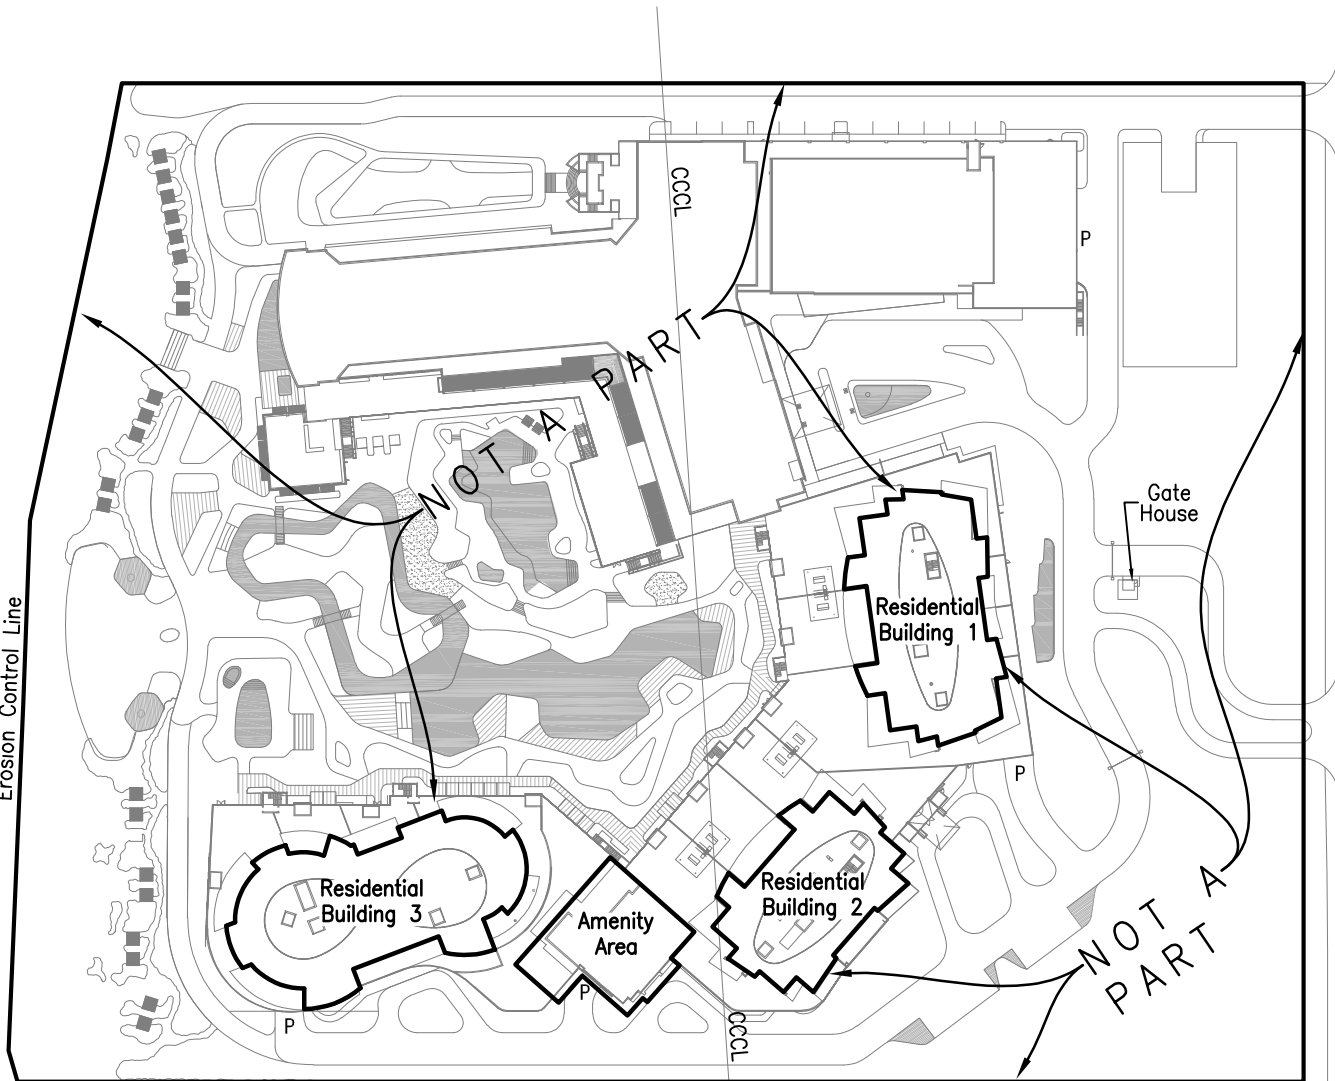 CCCL
P
NOT A PART
Gate
House
Residential
Building 1
Erosion Control Line
P
Residential
Building 3
Residential
Building 2
Amenity
Area
NOT A
PART
P
P
CCCL